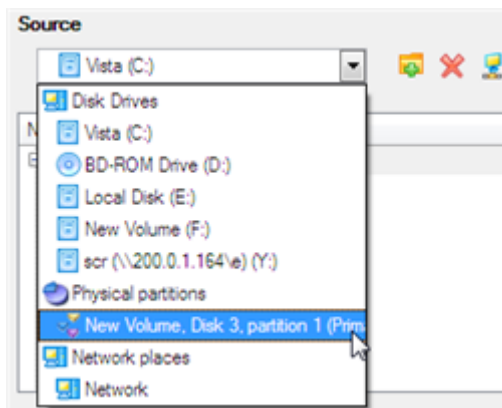 Source
Vista (C:)
Disk Drives
Vista (C:)
BD-ROM Drive (D:)
Local Disk (E:)
New Volume (F:)
scr (\\200.0.1.164\e) (Y:)
Physical partitions
New Volume, Disk 3, partition 1 (Prim
Network places
Network